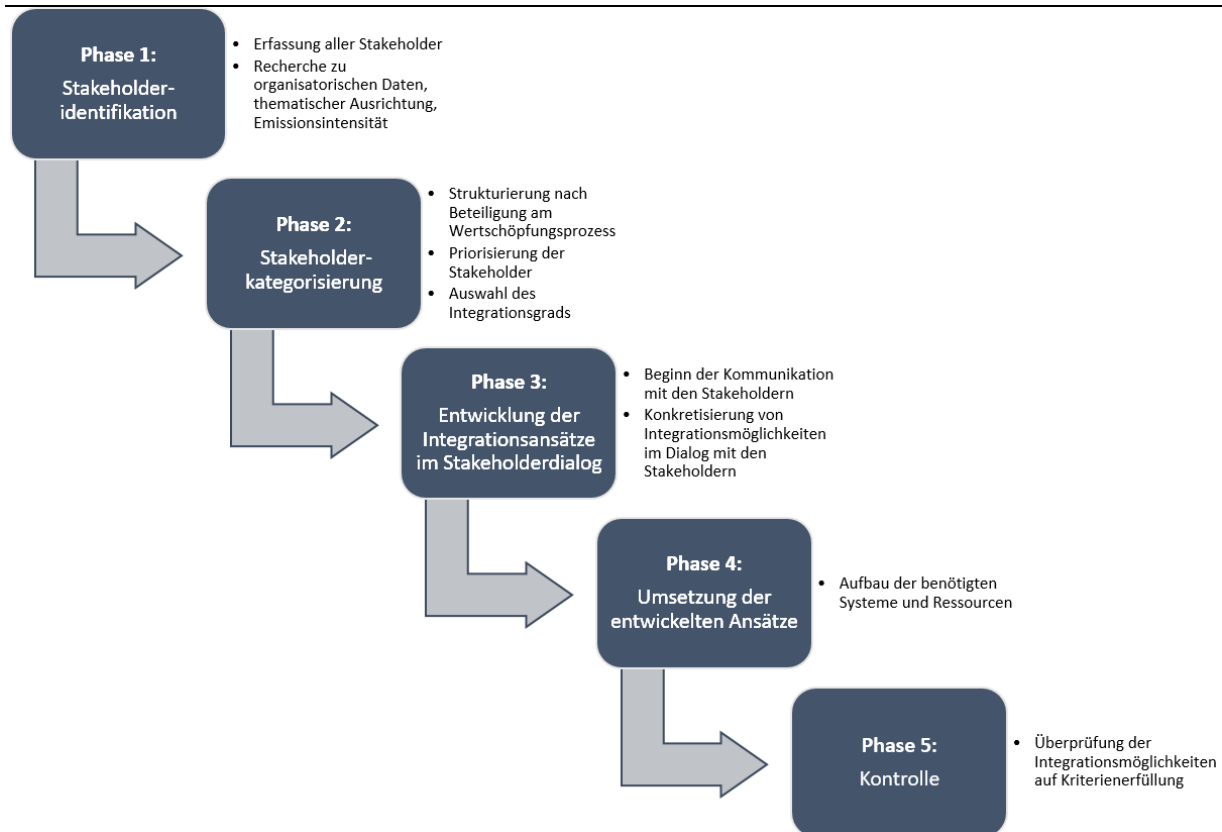 Phase 1:
Stakeholder-
identifikation
• Erfassung aller Stakeholder
• Recherche zu
organisatorischen Daten,
thematischer Ausrichtung,
Emissionsintensität
Phase 2:
Stakeholder-
kategorisierung
• Strukturierung nach
Beteiligung am
Wertschöpfungsprozess
• Priorisierung der
Stakeholder
• Auswahl des
Integrationsgrads
Phase 3:
Entwicklung der
Integrationsansätze
im Stakeholderdialog
• Beginn der Kommunikation
mit den Stakeholdern
• Konkretisierung von
Integrationsmöglichkeiten
im Dialog mit den
Stakeholdern
Phase 4:
Umsetzung der
entwickelten Ansätze
• Aufbau der benötigten
Systeme und Ressourcen
Phase 5:
Kontrolle
• Überprüfung der
Integrationsmöglichkeiten
auf Kriterienerfüllung